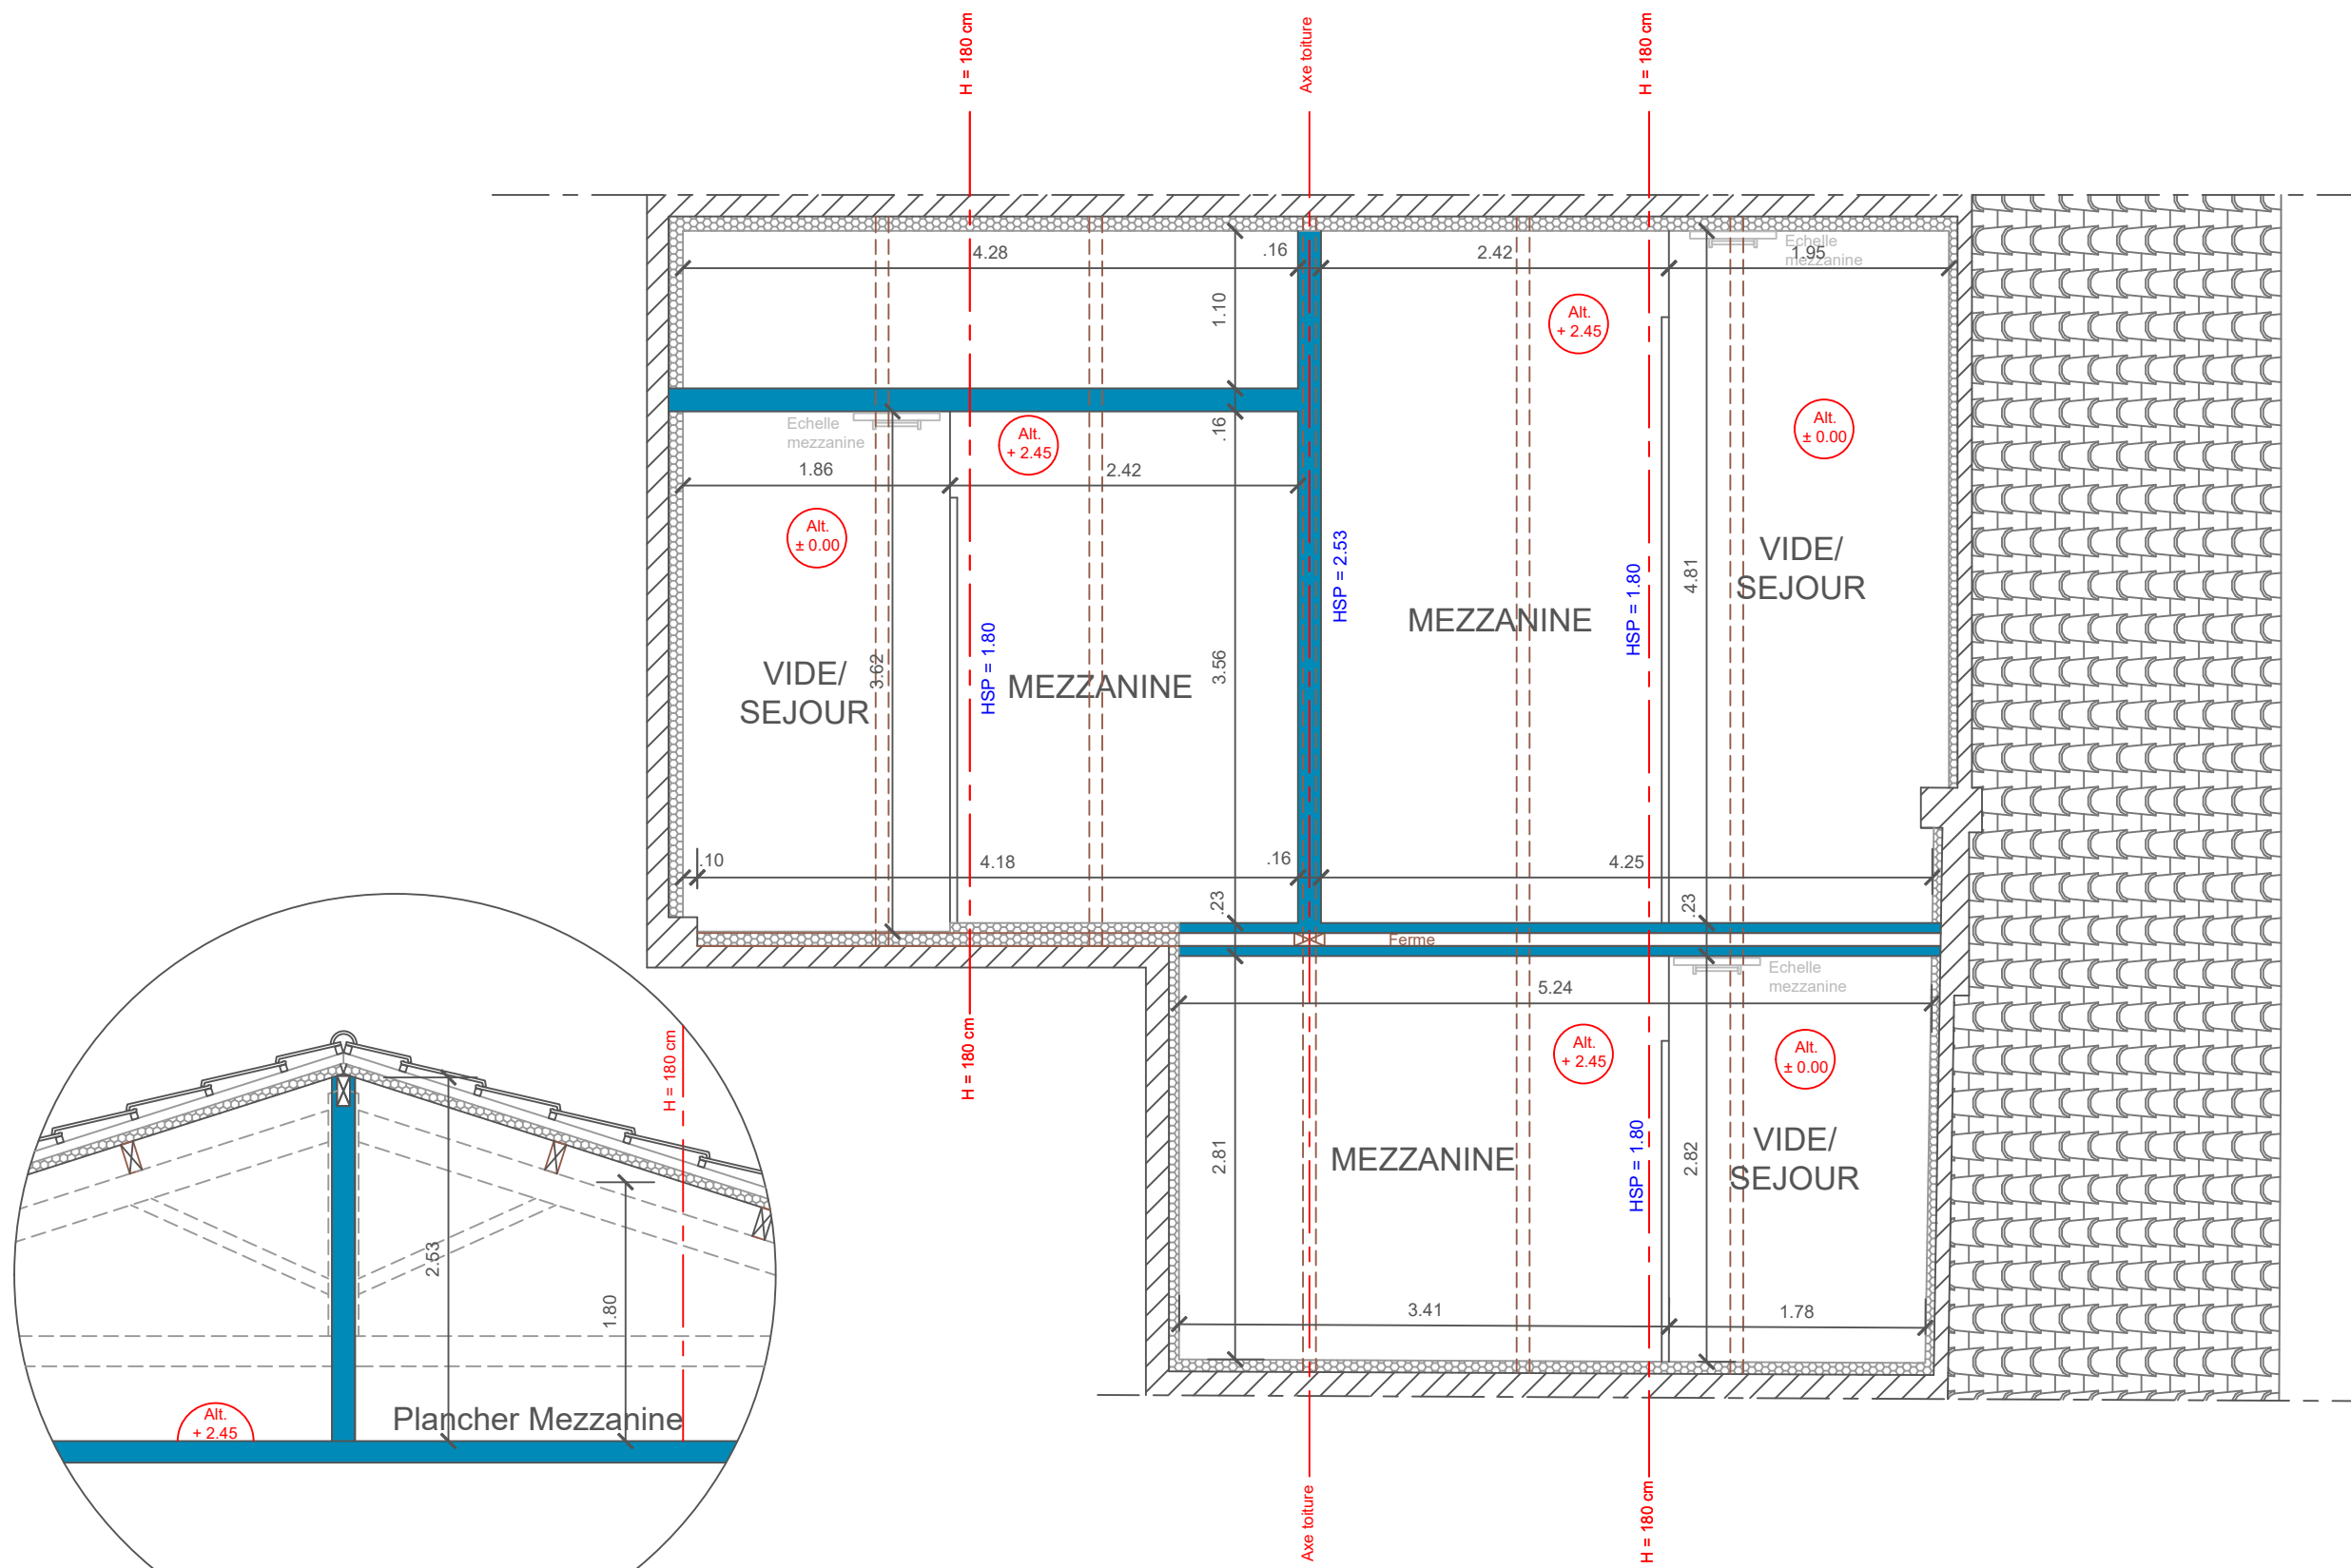 H = 180 cm
Axe toiture
H = 180 cm
4.28
.16
2.42
1.95
Echelle
mezzanine
1.10
Alt.
+ 2.45
Echelle
mezzanine
.16
Alt.
+ 2.45
Alt.
± 0.00
1.86
2.42
Alt.
± 0.00
HSP = 2.53
HSP = 1.80
4.81
VIDE/
SEJOUR
MEZZANINE
VIDE/
SEJOUR
3.62
HSP = 1.80
MEZZANINE
3.56
.10
4.18
.16
4.25
.23
.23
Ferme
Echelle
mezzanine
5.24
H = 180 cm
H = 180 cm
Alt.
+ 2.45
Alt.
± 0.00
2.81
MEZZANINE
HSP = 1.80
2.82
VIDE/
SEJOUR
2.53
1.80
3.41
1.78
Alt.
+ 2.45
Plancher Mezzanine
Axe toiture
H = 180 cm